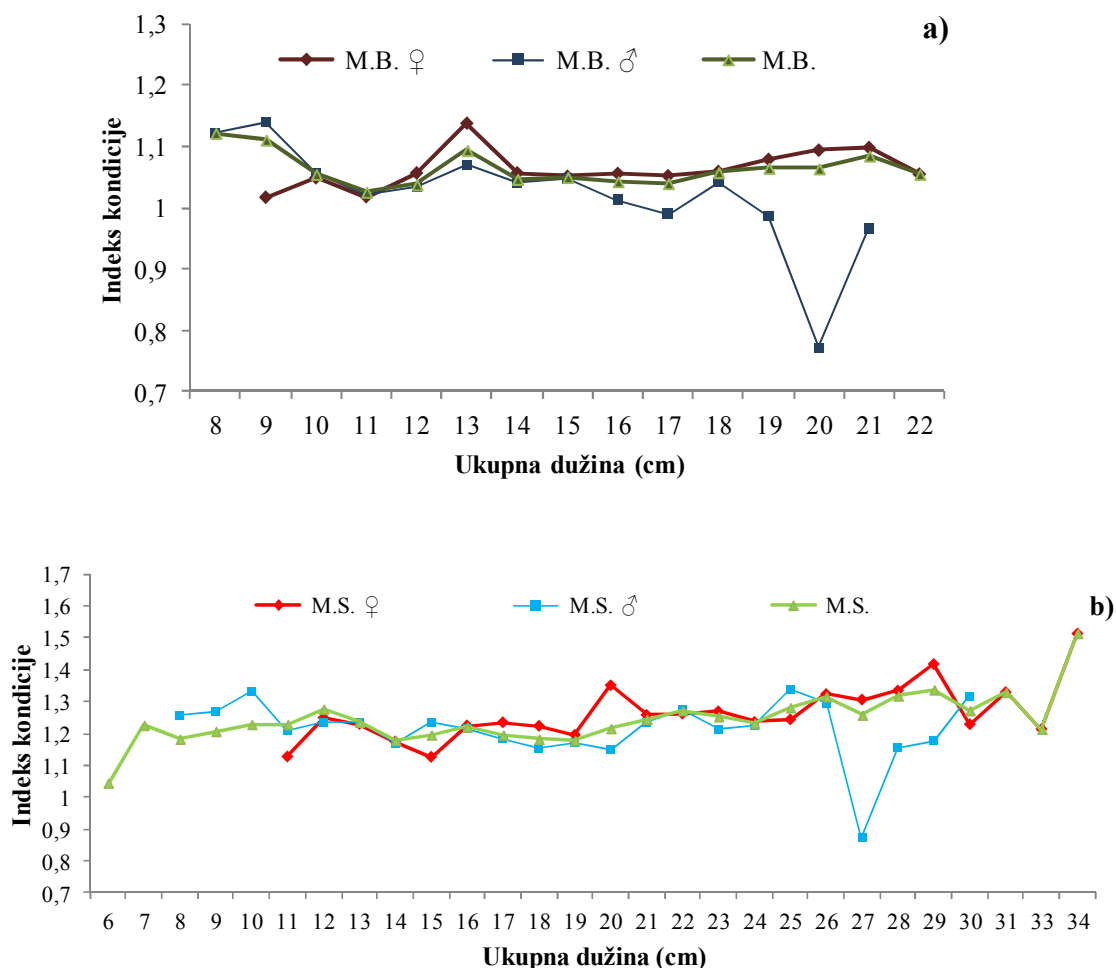 a)
M.B. ♀ M.B. ♂ M.B.
Indeks kondicije
1,3
1,2
1,1
1
0,9
0,8
0,7
8 9 10 11 12 13 14 15 16 17 18 19 20 21 22
Ukupna dužina (cm)
b)
M.S. ♀ M.S. ♂ M.S.
Indeks kondicije
1,7
1,6
1,5
1,4
1,3
1,2
1,1
1
0,9
0,8
0,7
6 7 8 9 10 11 12 13 14 15 16 17 18 19 20 21 22 23 24 25 26 27 28 29 30 31 33 34
Ukupna dužina (cm)